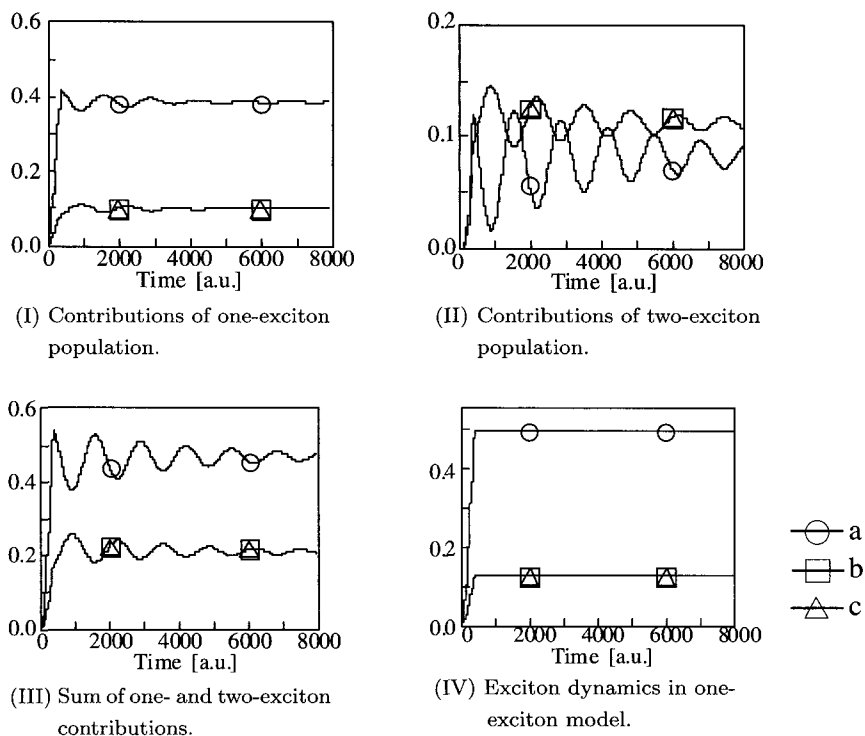 0.6
0.4
0.2
0.0
0 2000 4000 6000 8000
Time [a.u.]
(I) Contributions of one-exciton
population.
0.2
0.1
0.0
0 2000 4000 6000 8000
Time [a.u.]
(II) Contributions of two-exciton
population.
0.6
0.4
0.2
0.0
0 2000 4000 6000 8000
Time [a.u.]
(III) Sum of one- and two-exciton
contributions.
0.4
0.2
0.0
0 2000 4000 6000 8000
Time [a.u.]
(IV) Exciton dynamics in one-
exciton model.
a
b
c